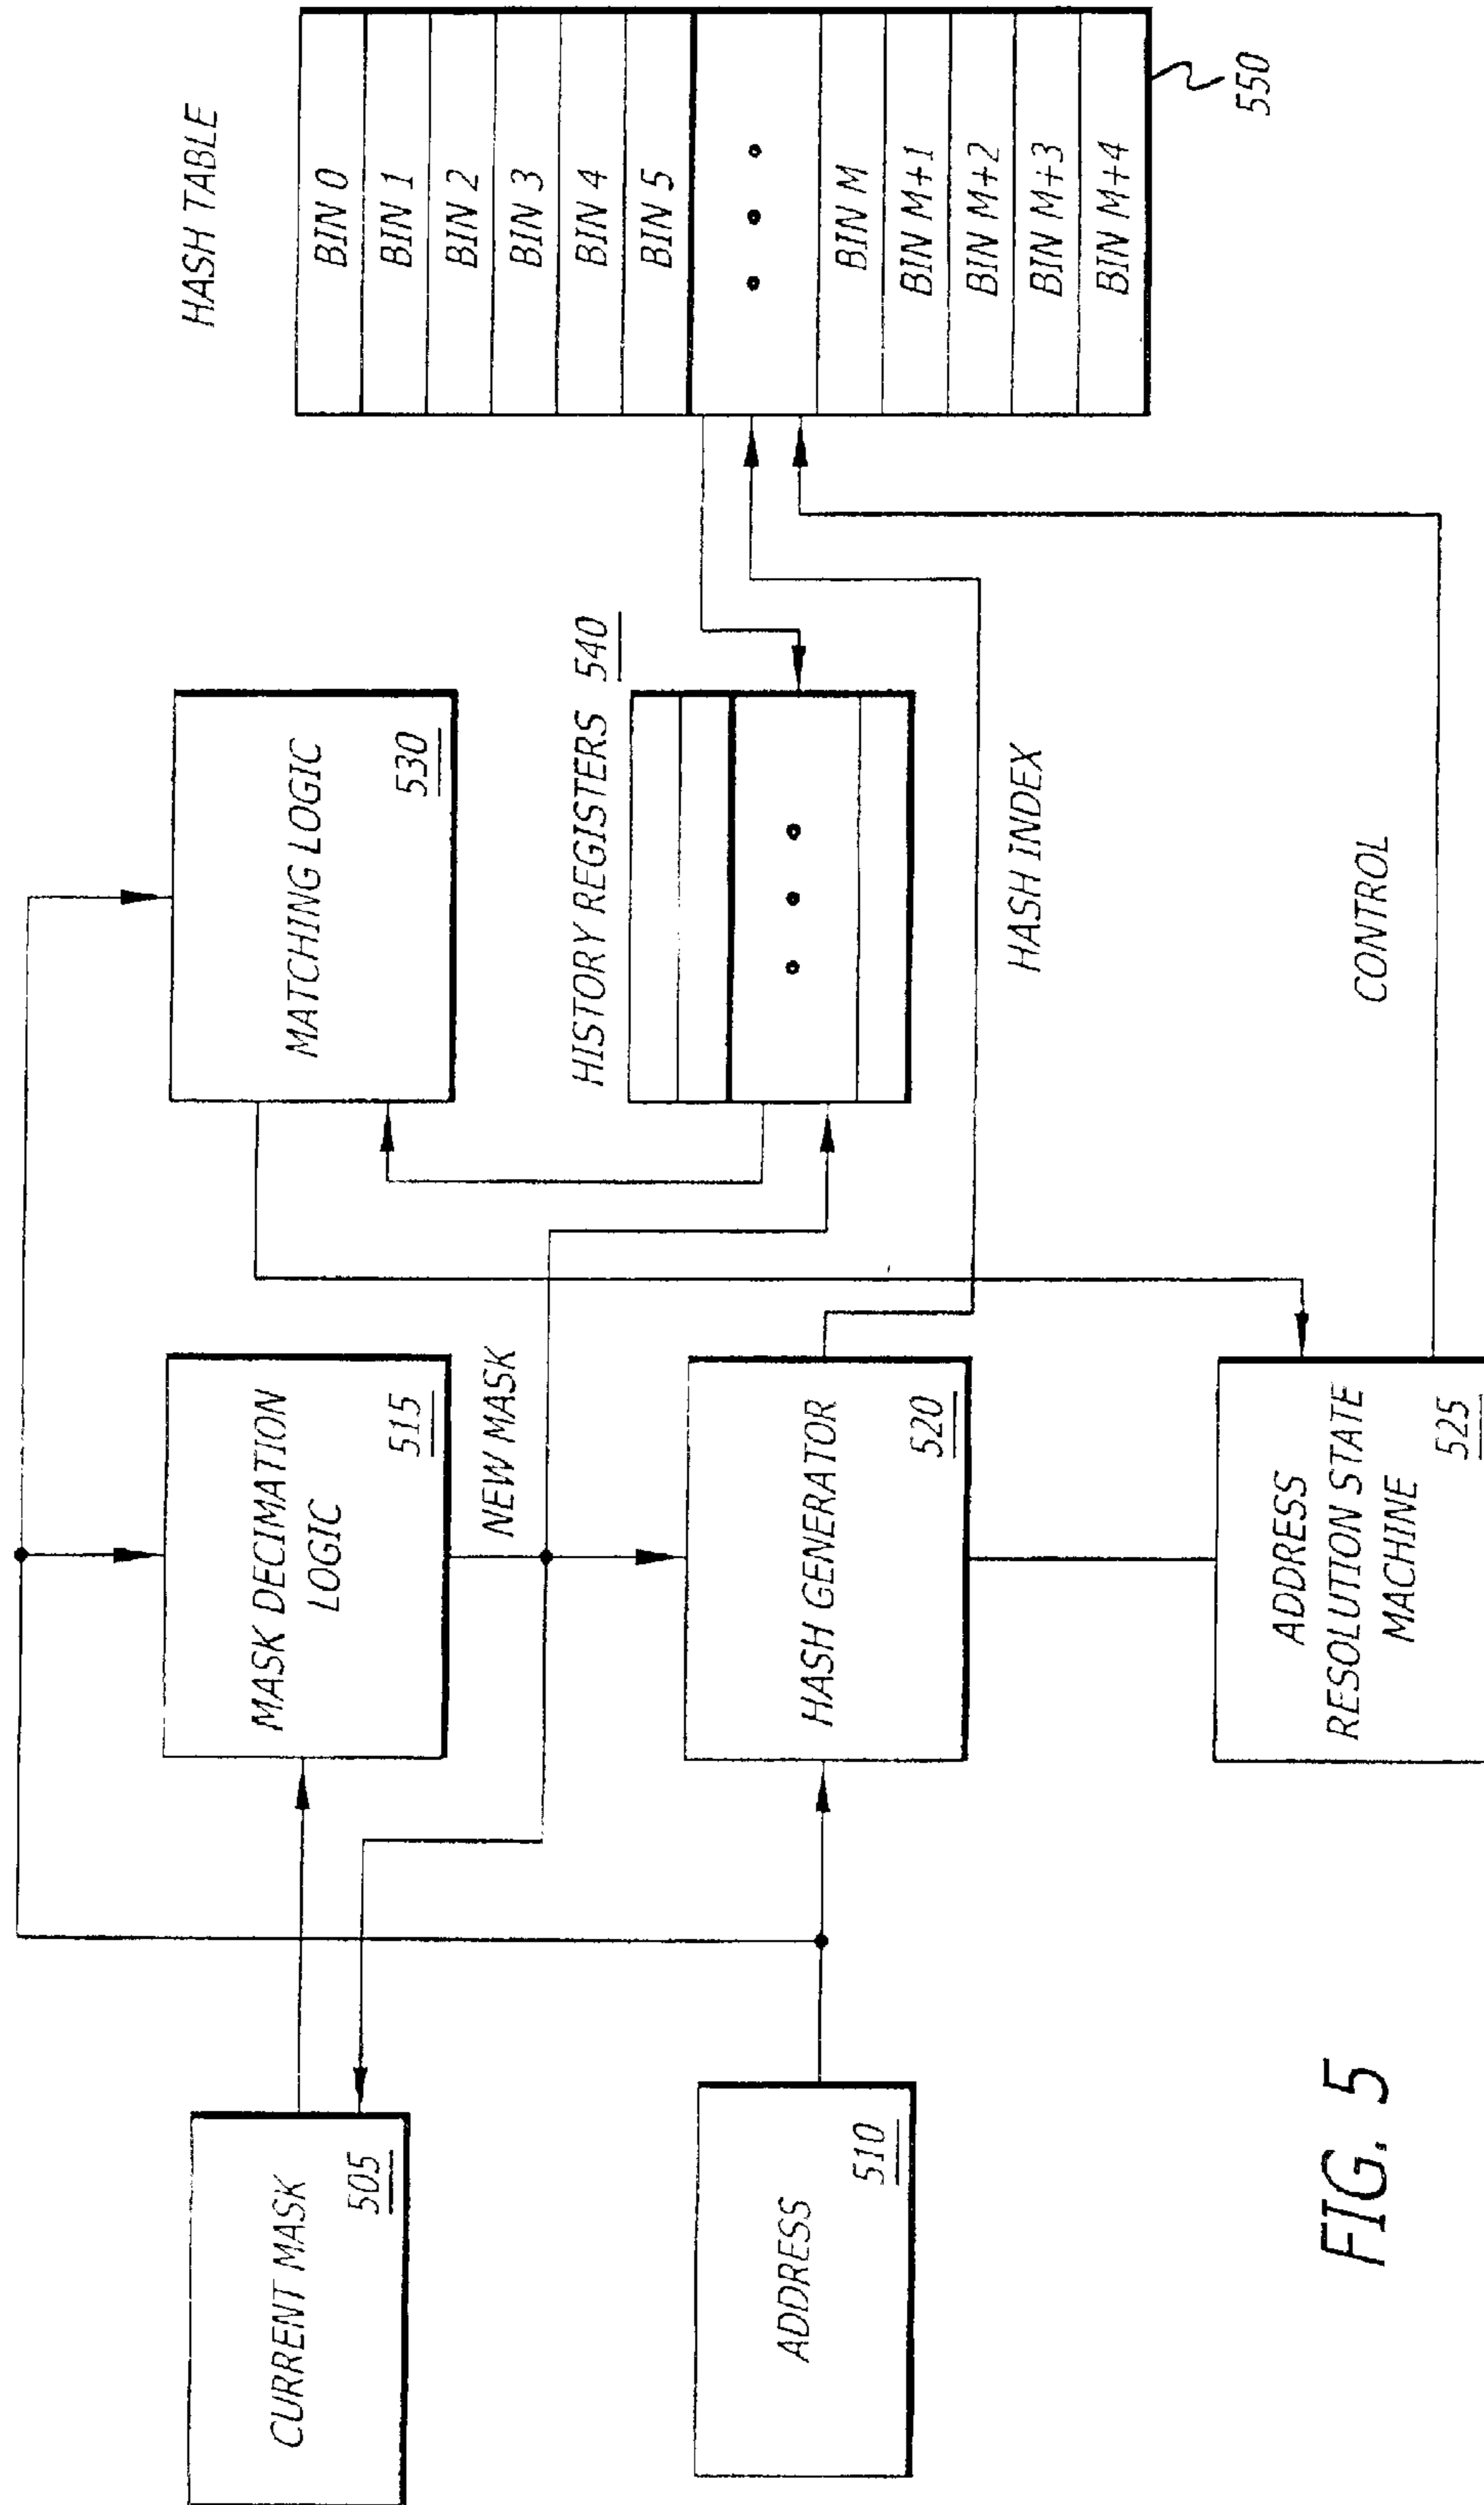 CURRENT MASK
505
ADDRESS
510
MASK DECIMATION
LOGIC
515
NEW MASK
HASH GENERATOR
520
ADDRESS
RESOLUTION STATE
MACHINE
525
MATCHING LOGIC
530
HISTORY REGISTERS 540
HASH INDEX
CONTROL
HASH TABLE
BIN 0
BIN 1
BIN 2
BIN 3
BIN 4
BIN 5
BIN M
BIN M+1
BIN M+2
BIN M+3
BIN M+4
550
FIG. 5